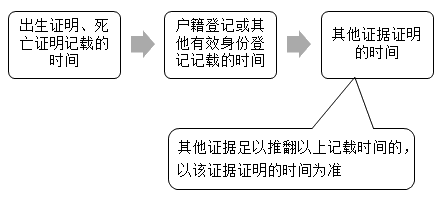 出生证明、死
亡证明记载的
时间
户籍登记或其
他有效身份登
记记载的时间
其他证据证明
的时间
其他证据足以推翻以上记载时间的，
以该证据证明的时间为准